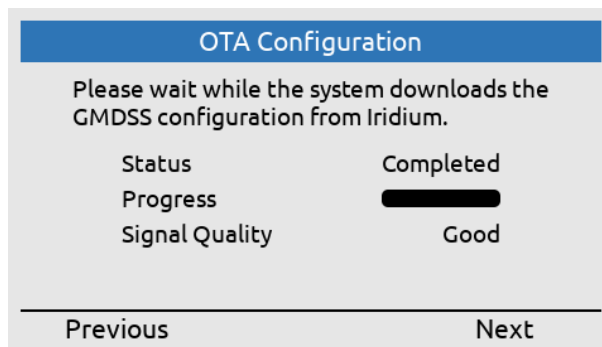 OTA Configuration
Please wait while the system downloads the
GMDSS configuration from Iridium.
Status Completed
Progress
Signal Quality Good
Previous Next